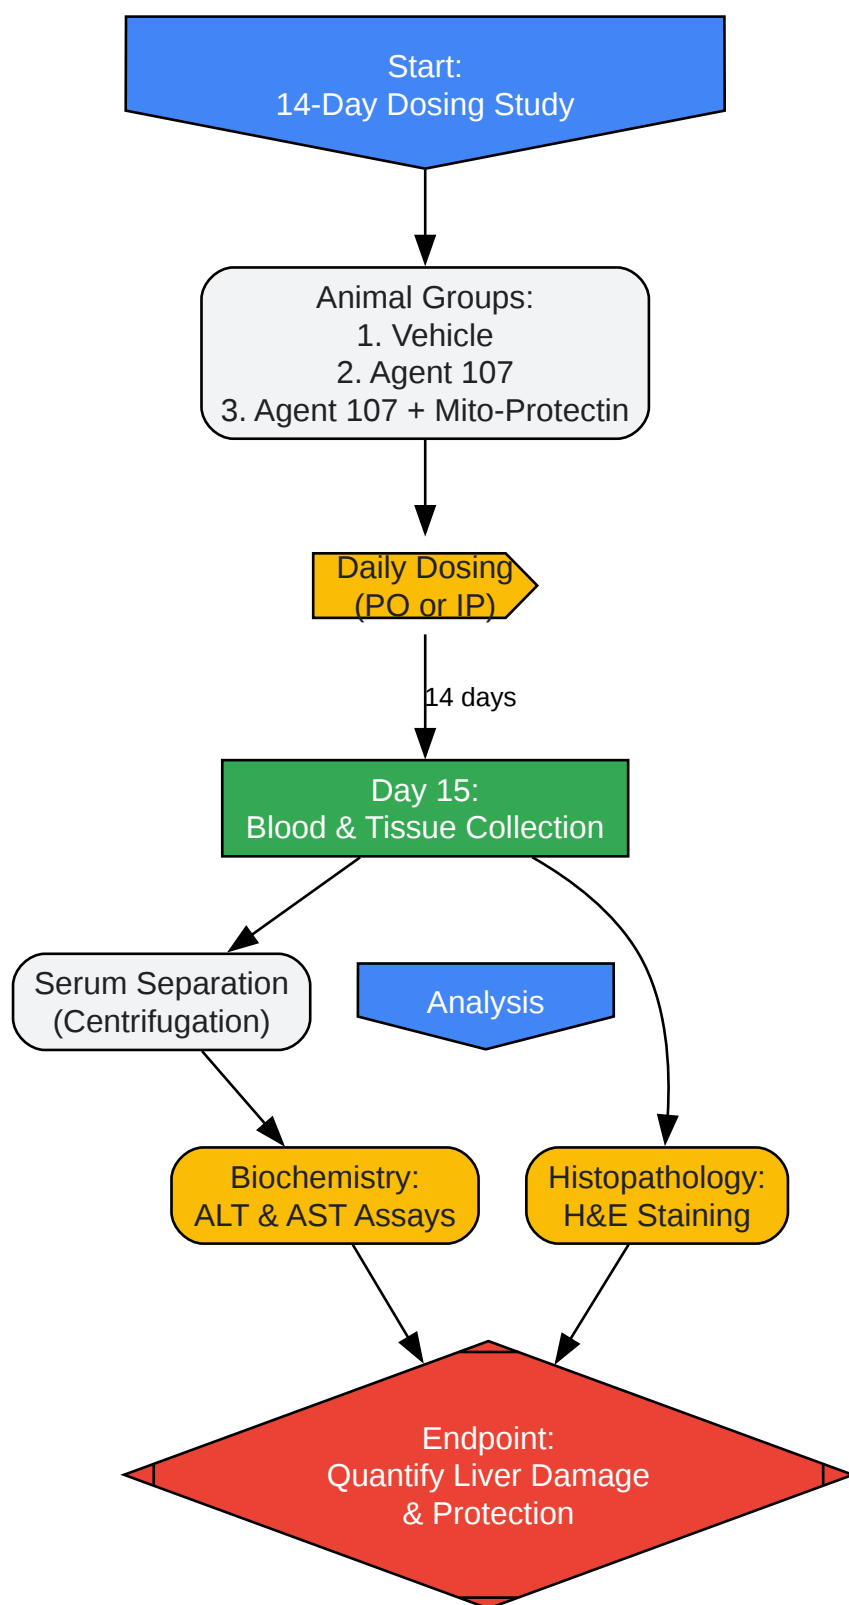 Start:
14-Day Dosing Study
Animal Groups:
1. Vehicle
2. Agent 107
3. Agent 107 + Mito-Protectin
Daily Dosing
(PO or IP)
14 days
Day 15:
Blood & Tissue Collection
Serum Separation
(Centrifugation)
Analysis
Biochemistry:
ALT & AST Assays
Histopathology:
H&E Staining
Endpoint:
Quantify Liver Damage
& Protection